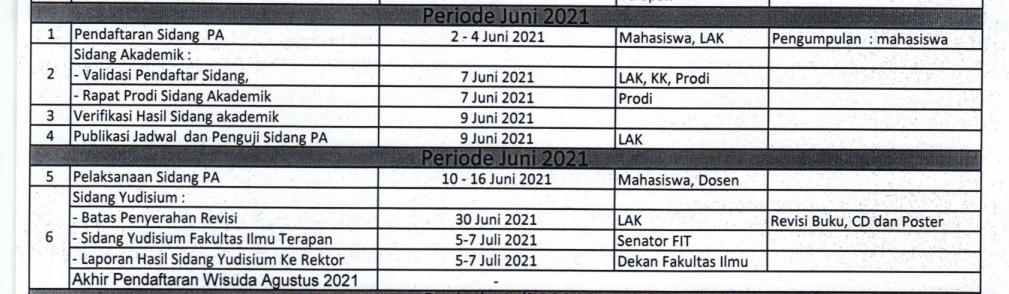 Periode Juni 2021
1 Pendaftaran Sidang PA 2 - 4 Juni 2021 Mahasiswa, LAK Pengumpulan : mahasiswa
Sidang Akademik :
2 - Validasi Pendaftar Sidang, 7 Juni 2021 LAK, KK, Prodi
- Rapat Prodi Sidang Akademik 7 Juni 2021 Prodi
3 Verifikasi Hasil Sidang akademik 9 Juni 2021
4 Publikasi Jadwal dan Penguji Sidang PA 9 Juni 2021 LAK
Periode Juni 2021
5 Pelaksanaan Sidang PA 10 - 16 Juni 2021 Mahasiswa, Dosen
Sidang Yudisium :
- Batas Penyerahan Revisi 30 Juni 2021 LAK Revisi Buku, CD dan Poster
6 - Sidang Yudisium Fakultas Ilmu Terapan 5-7 Juli 2021 Senator FIT
- Laporan Hasil Sidang Yudisium Ke Rektor 5-7 Juli 2021 Dekan Fakultas Ilmu
Akhir Pendaftaran Wisuda Agustus 2021 -